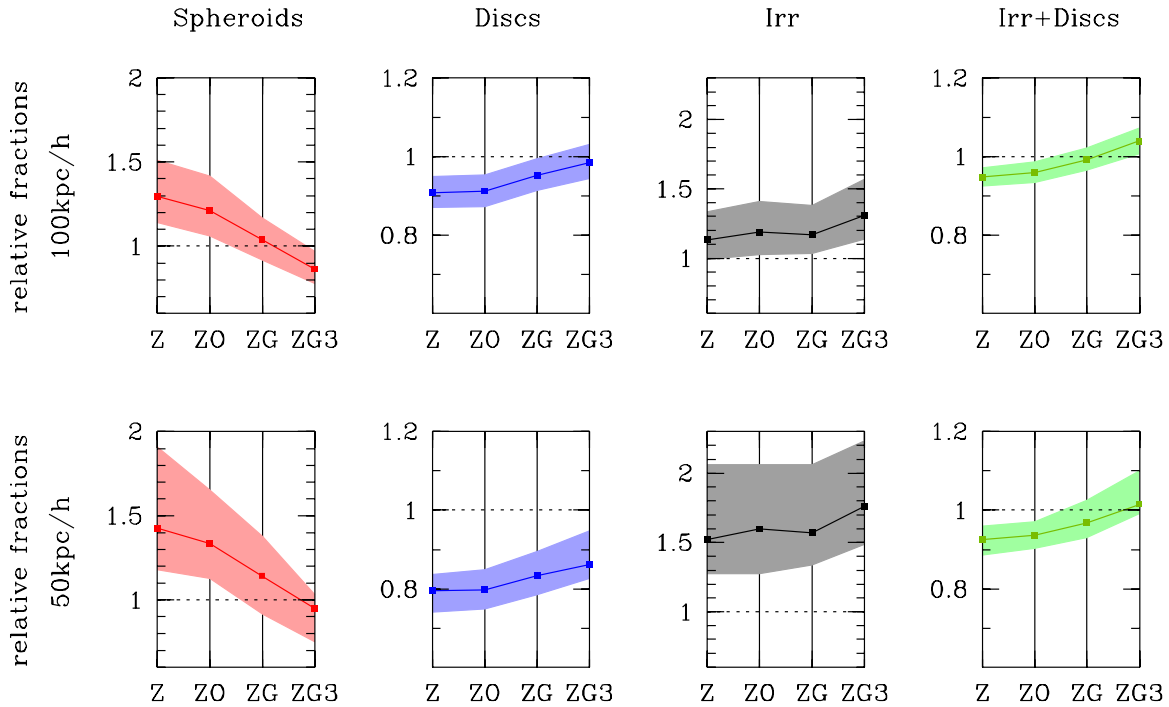 Spheroids Discs Irr Irr+Discs
relative fractions
100kpc/h
2 1.5 1
1.2 1 0.8
2 1.5 1
1.2 1 0.8
Z ZO ZG ZG3 Z ZO ZG ZG3 Z ZO ZG ZG3 Z ZO ZG ZG3
relative fractions
50kpc/h
2 1.5 1
1.2 1 0.8
2 1.5 1
1.2 1 0.8
Z ZO ZG ZG3 Z ZO ZG ZG3 Z ZO ZG ZG3 Z ZO ZG ZG3